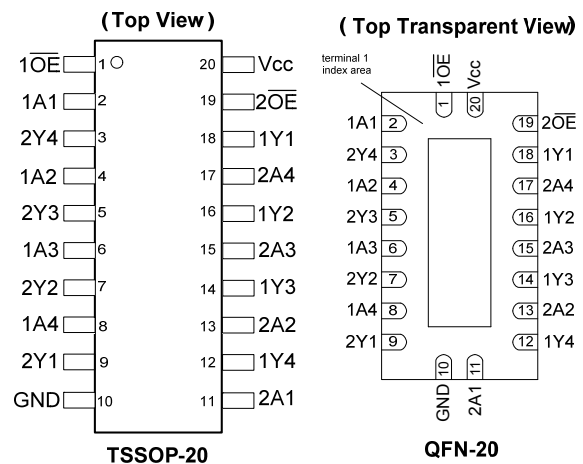 (Top View)
1O̅E̅ 1 20 Vcc
1A1 2 19 2O̅E̅
2Y4 3 18 1Y1
1A2 4 17 2A4
2Y3 5 16 1Y2
1A3 6 15 2A3
2Y2 7 14 1Y3
1A4 8 13 2A2
2Y1 9 12 1Y4
GND 10 11 2A1
TSSOP-20
( Top Transparent View)
terminal 1
index area
1O̅E̅ Vcc
1 20
1A1 2 19 2O̅E̅
2Y4 3 18 1Y1
1A2 4 17 2A4
2Y3 5 16 1Y2
1A3 6 15 2A3
2Y2 7 14 1Y3
1A4 8 13 2A2
2Y1 9 12 1Y4
10 11
GND 2A1
QFN-20